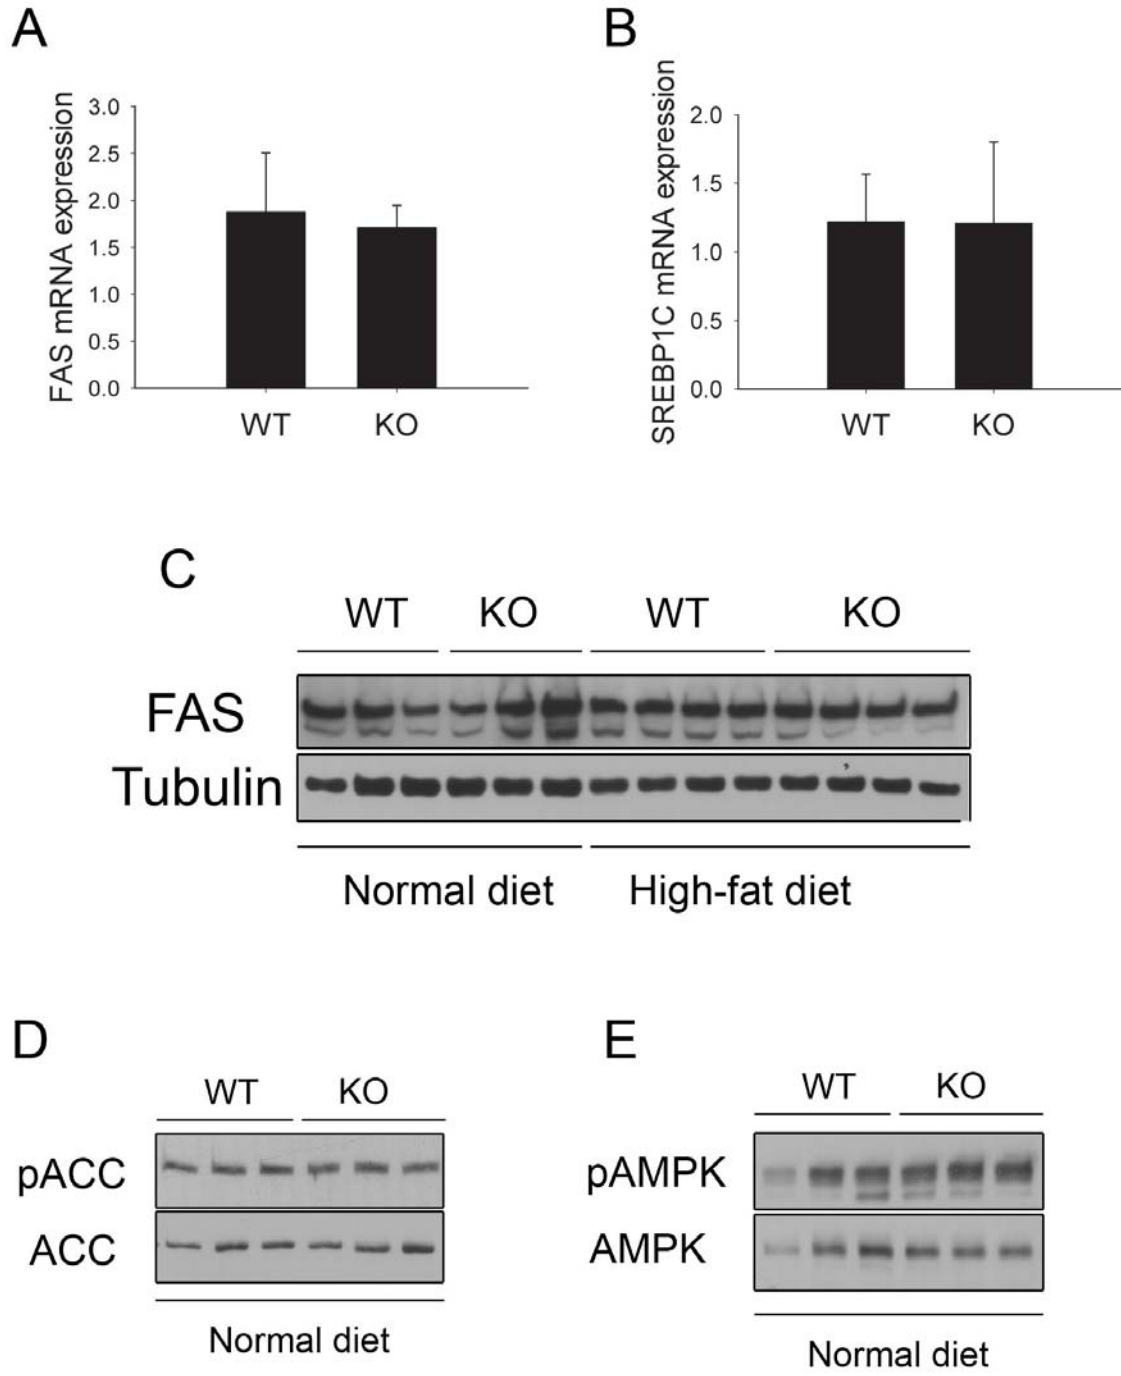 A
FAS mRNA expression
3.0
2.5
2.0
1.5
1.0
0.5
0.0
WT KO
B
SREBP1C mRNA expression
2.0
1.5
1.0
0.5
0.0
WT KO
C
WT KO WT KO
FAS
Tubulin
Normal diet High-fat diet
D
WT KO
pACC
ACC
Normal diet
E
WT KO
pAMPK
AMPK
Normal diet